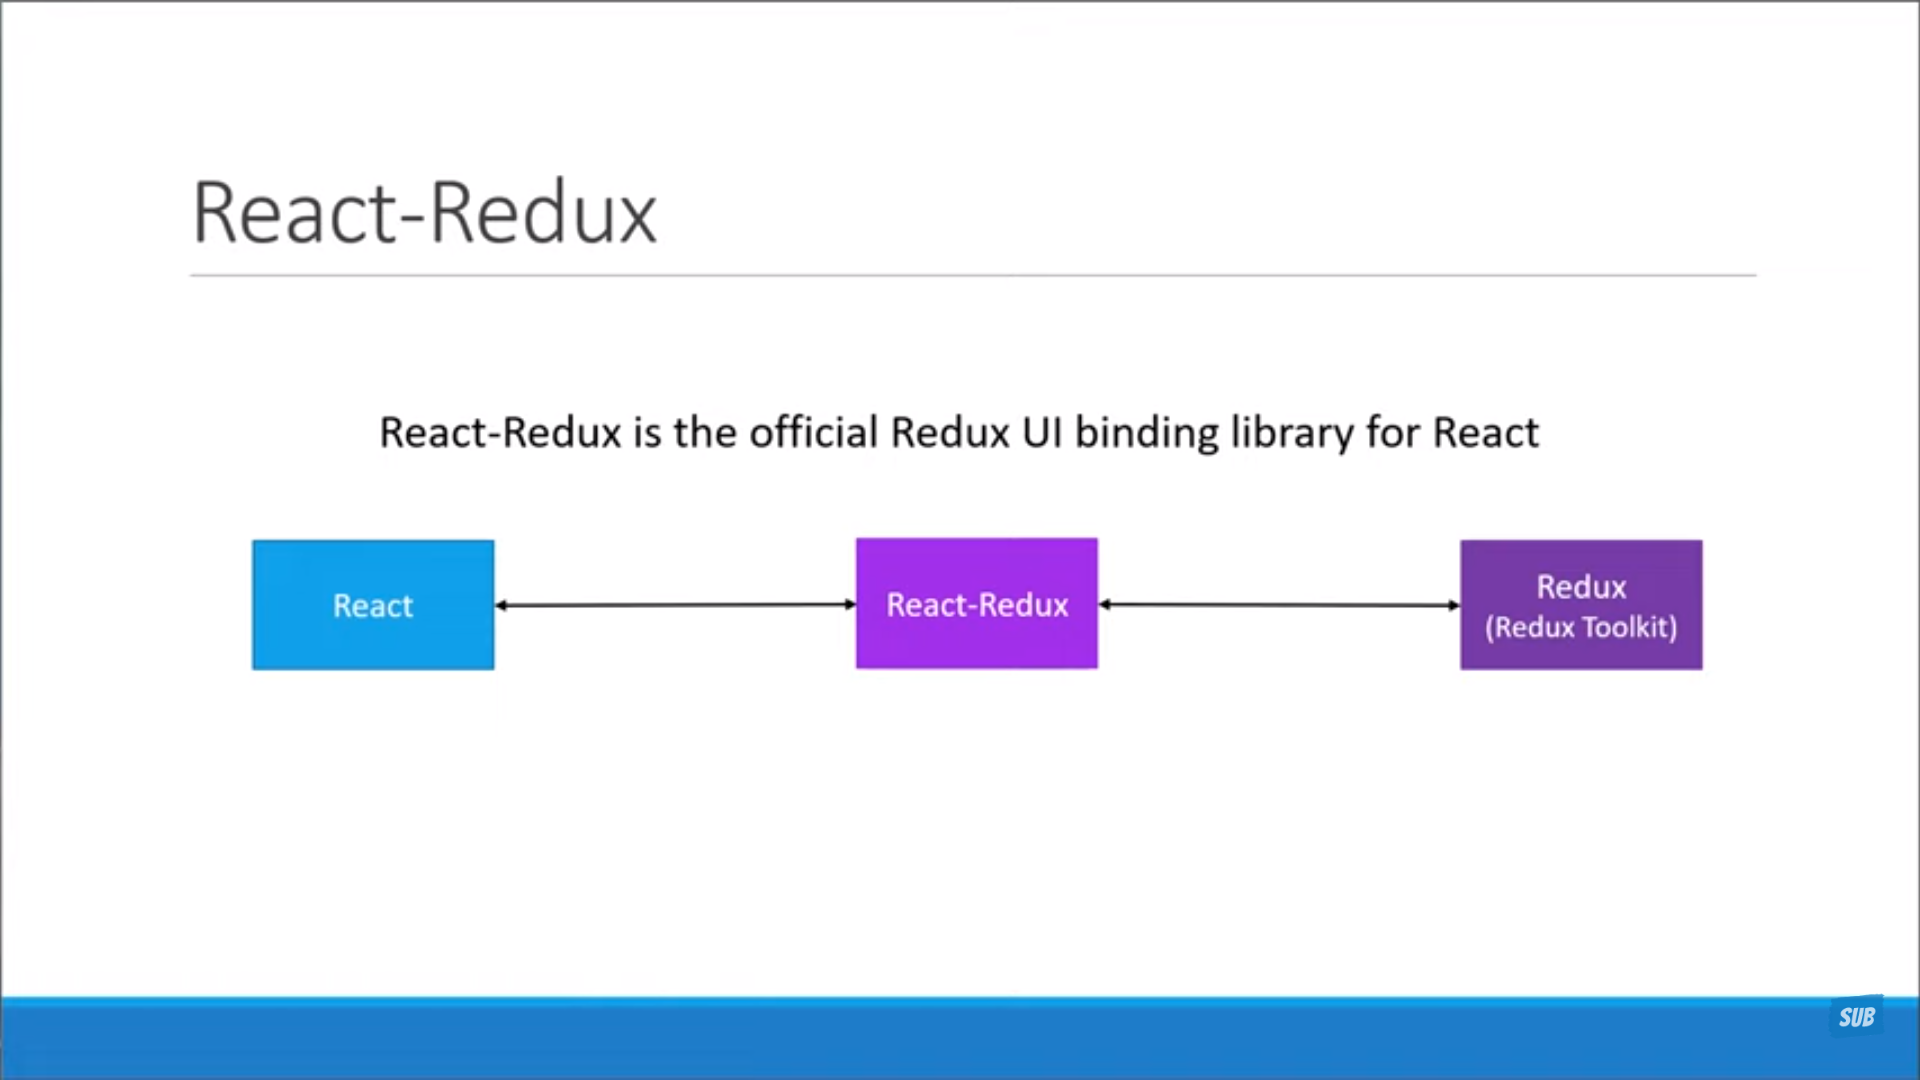 React-Redux
React-Redux is the official Redux UI binding library for React
React
React-Redux
Redux
(Redux Toolkit)
SUB